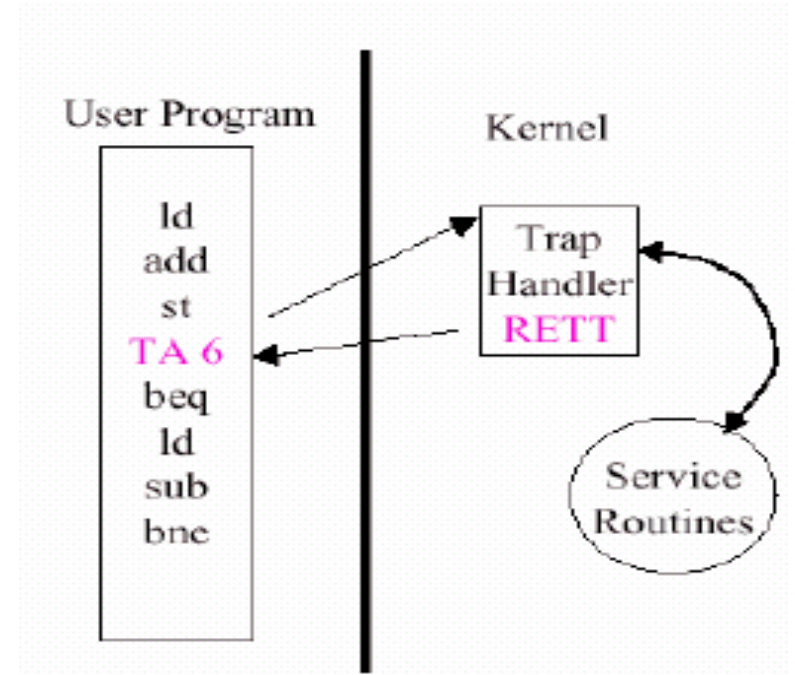 User Program
ld
add
st
TA 6
beq
ld
sub
bne
Kernel
Trap
Handler
RETT
Service
Routines